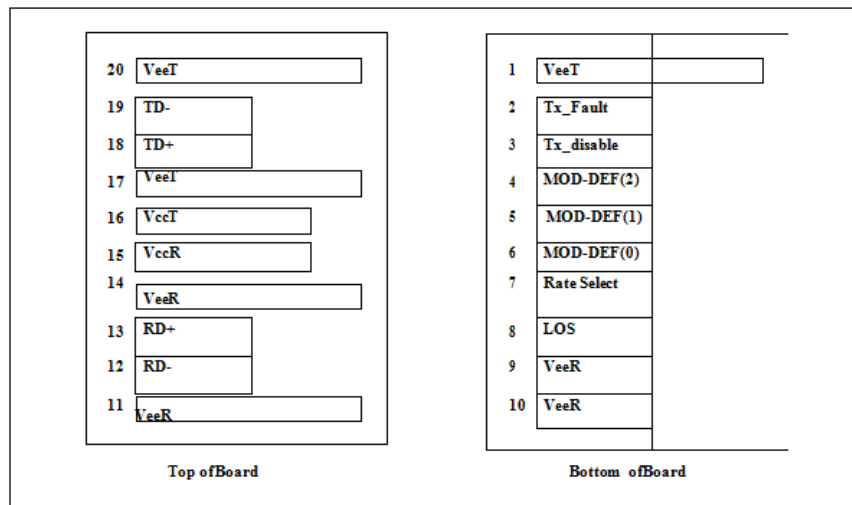 20 VeeT
19 TD-
18 TD+
17 VeeT
16 VccT
15 VccR
14 VeeR
13 RD+
12 RD-
11 VeeR
Top ofBoard
1 VeeT
2 Tx_Fault
3 Tx_disable
4 MOD-DEF(2)
5 MOD-DEF(1)
6 MOD-DEF(0)
7 Rate Select
8 LOS
9 VeeR
10 VeeR
Bottom ofBoard